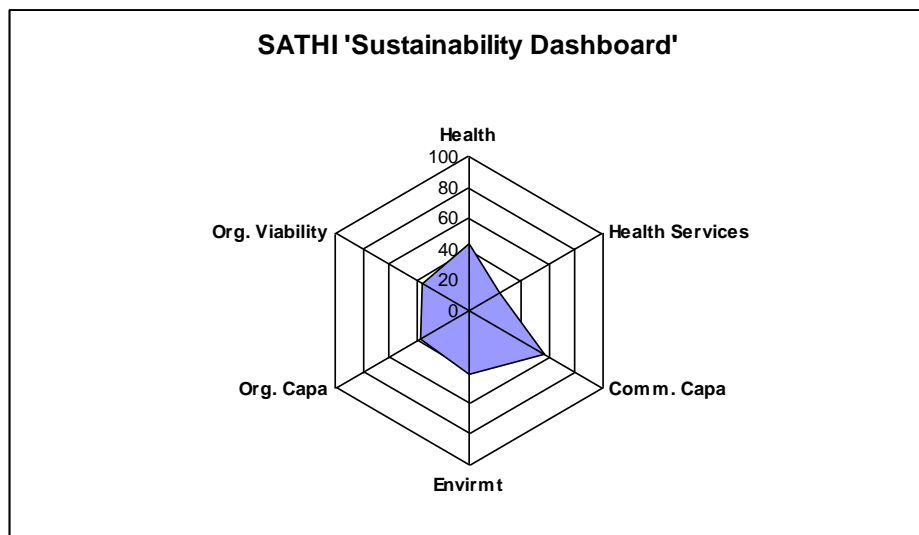 SATHI 'Sustainability Dashboard'
Health
100
80
60
40
20
0
Org. Viability
Health Services
Org. Capa
Comm. Capa
Envirmt